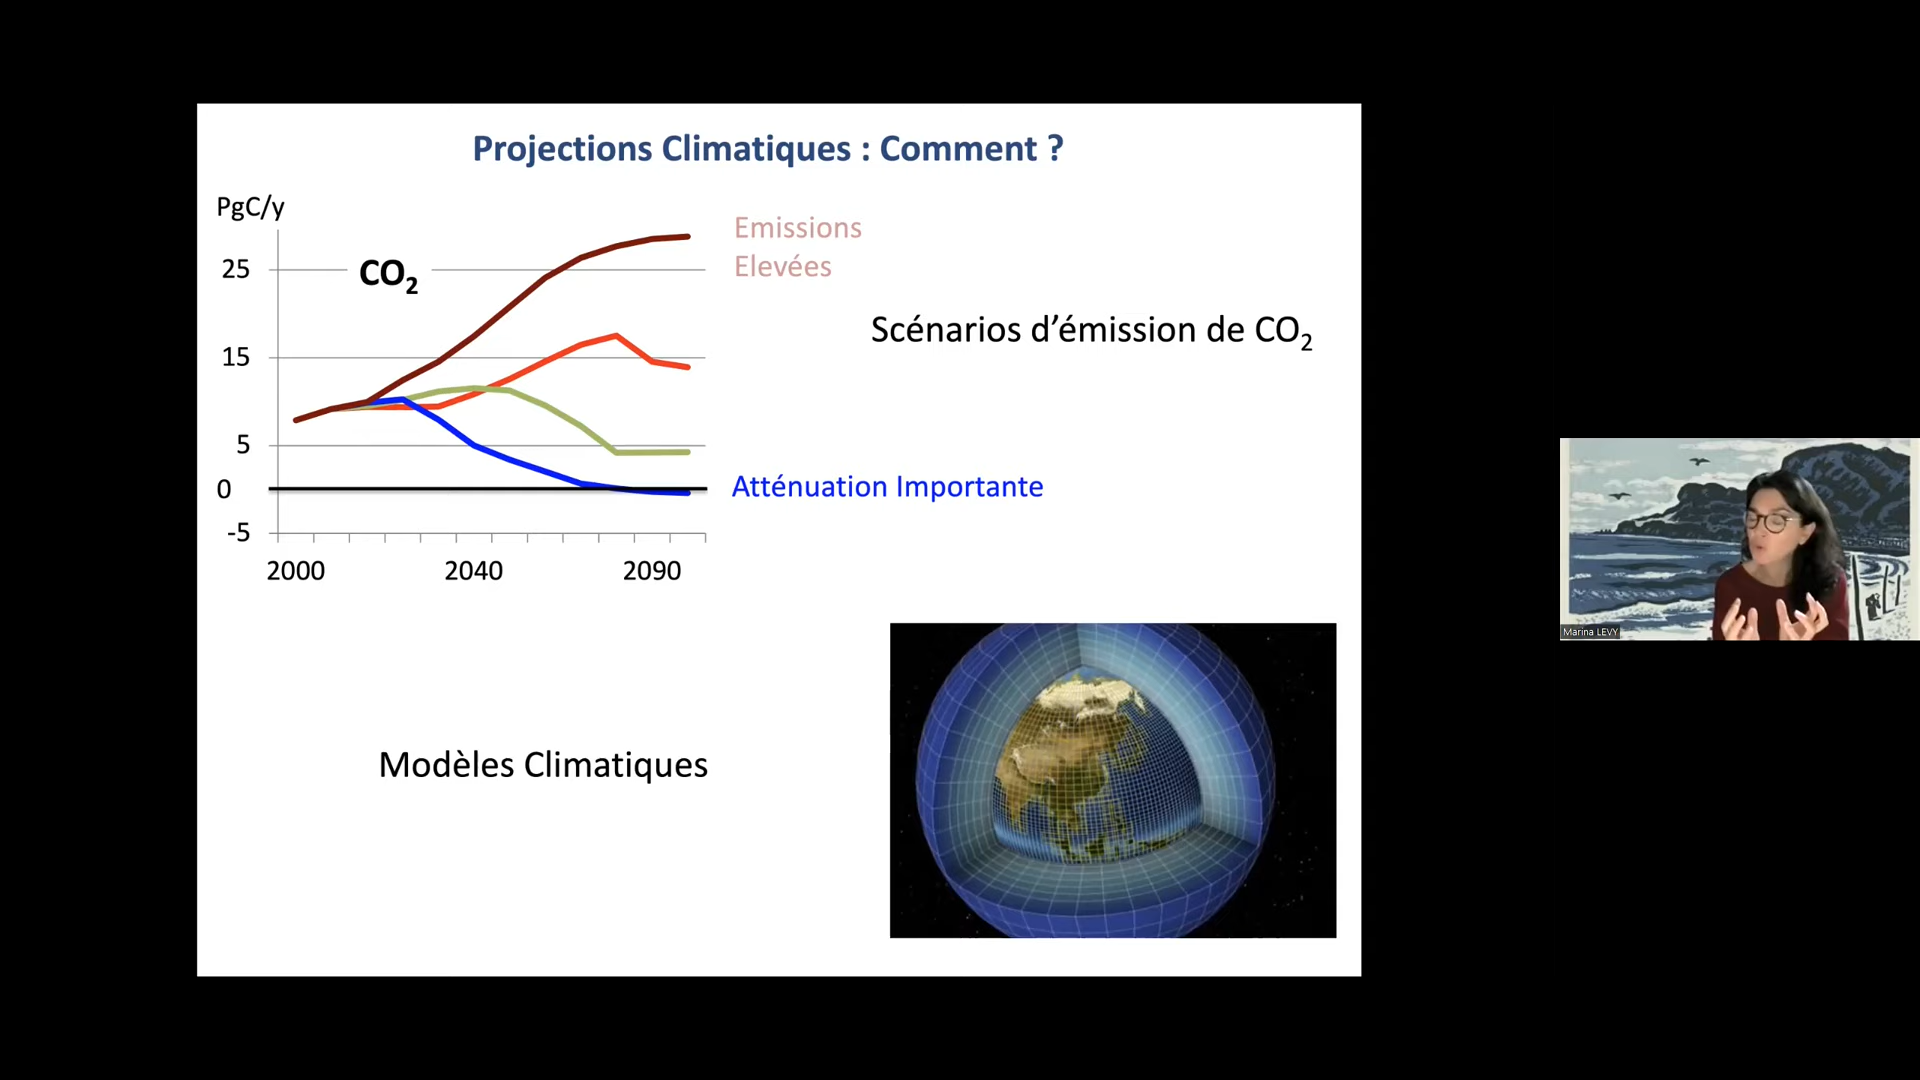 Projections Climatiques : Comment ?
PgC/y
25
15
5
0
-5
CO₂
2000
2040
2090
Emissions
Elevées
Scénarios d’émission de CO₂
Atténuation Importante
Modèles Climatiques
Marina LEVY